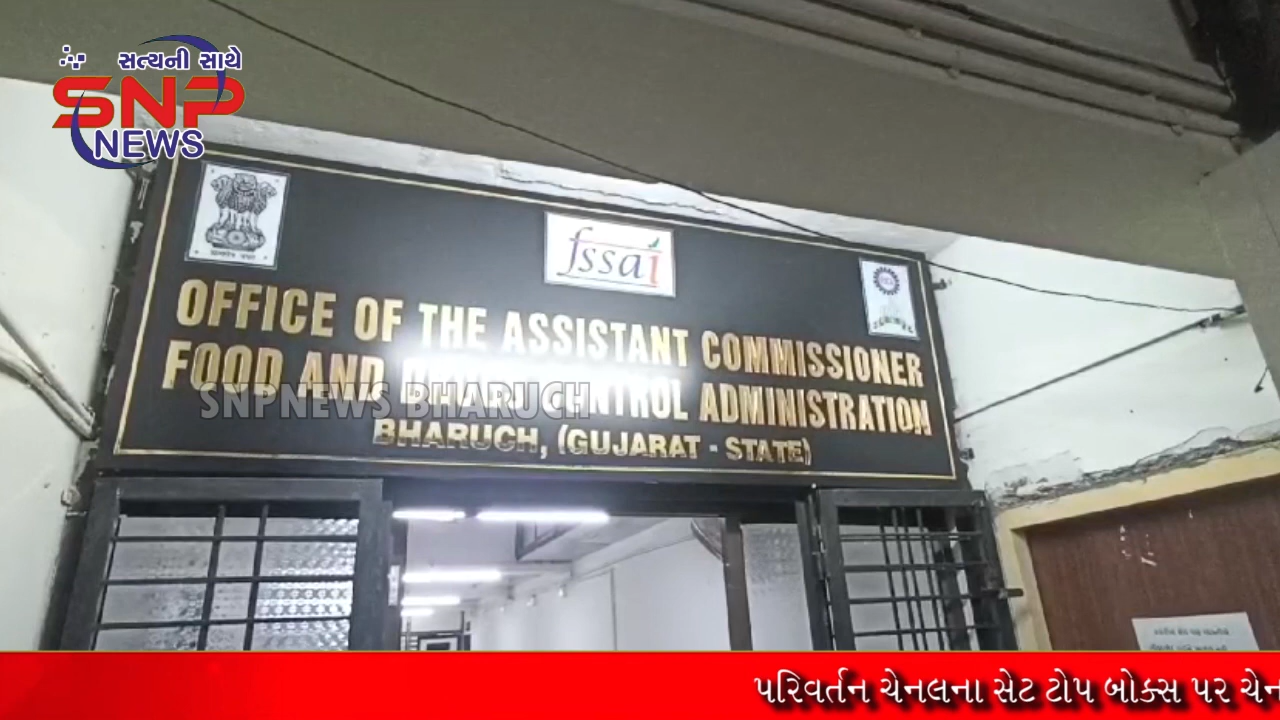 સત્યની સાથે
SNP
NEWS
fssai
OFFICE OF THE ASSISTANT COMMISSIONER
FOOD AND DRUG CONTROL ADMINISTRATION
SNPNEWS BHARUCH
BHARUCH, (GUJARAT - STATE)
પરિવર્તન ચેનલના સેટ ટોપ બોક્સ પર ચેન